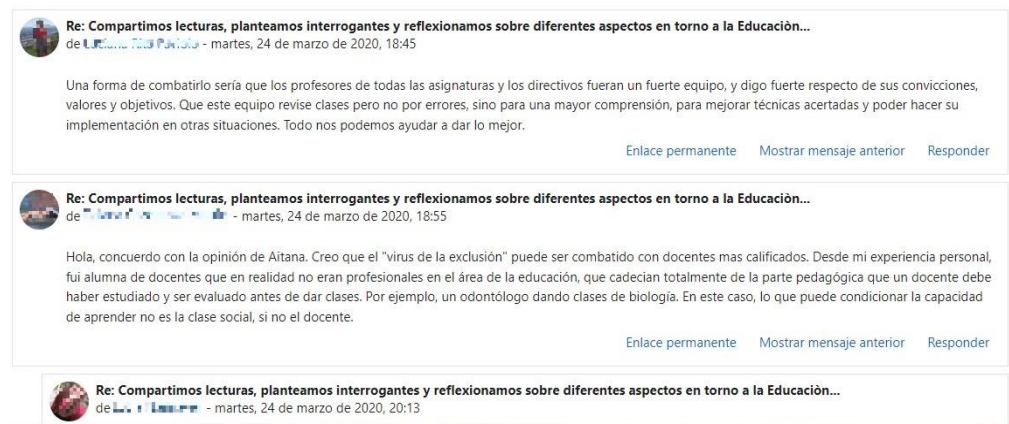 Re: Compartimos lecturas, planteamos interrogantes y reflexionamos sobre diferentes aspectos en torno a la Educaciòn...
de - martes, 24 de marzo de 2020, 18:45
Una forma de combatirlo sería que los profesores de todas las asignaturas y los directivos fueran un fuerte equipo, y digo fuerte respecto de sus convicciones,
valores y objetivos. Que este equipo revise clases pero no por errores, sino para una mayor comprensión, para mejorar técnicas acertadas y poder hacer su
implementación en otras situaciones. Todo nos podemos ayudar a dar lo mejor.
Enlace permanente Mostrar mensaje anterior Responder
Re: Compartimos lecturas, planteamos interrogantes y reflexionamos sobre diferentes aspectos en torno a la Educaciòn...
de - martes, 24 de marzo de 2020, 18:55
Hola, concuerdo con la opinión de Aitana. Creo que el "virus de la exclusión" puede ser combatido con docentes mas calificados. Desde mi experiencia personal,
fui alumna de docentes que en realidad no eran profesionales en el área de la educación, que cadecian totalmente de la parte pedagógica que un docente debe
haber estudiado y ser evaluado antes de dar clases. Por ejemplo, un odontólogo dando clases de biología. En este caso, lo que puede condicionar la capacidad
de aprender no es la clase social, si no el docente.
Enlace permanente Mostrar mensaje anterior Responder
Re: Compartimos lecturas, planteamos interrogantes y reflexionamos sobre diferentes aspectos en torno a la Educaciòn...
de - martes, 24 de marzo de 2020, 20:13